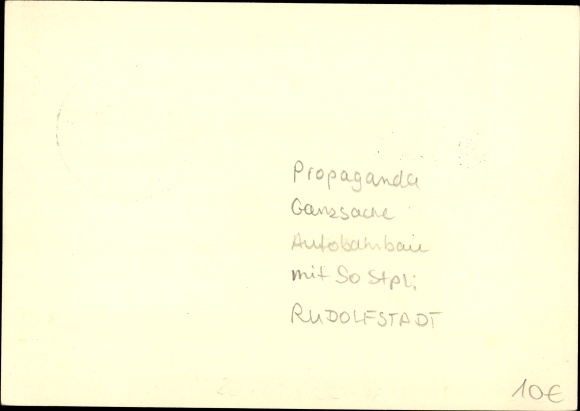 Propaganda
Ganzsache
Autobahnbau
mit So Stpl;
RUDOLFSTADT
10€